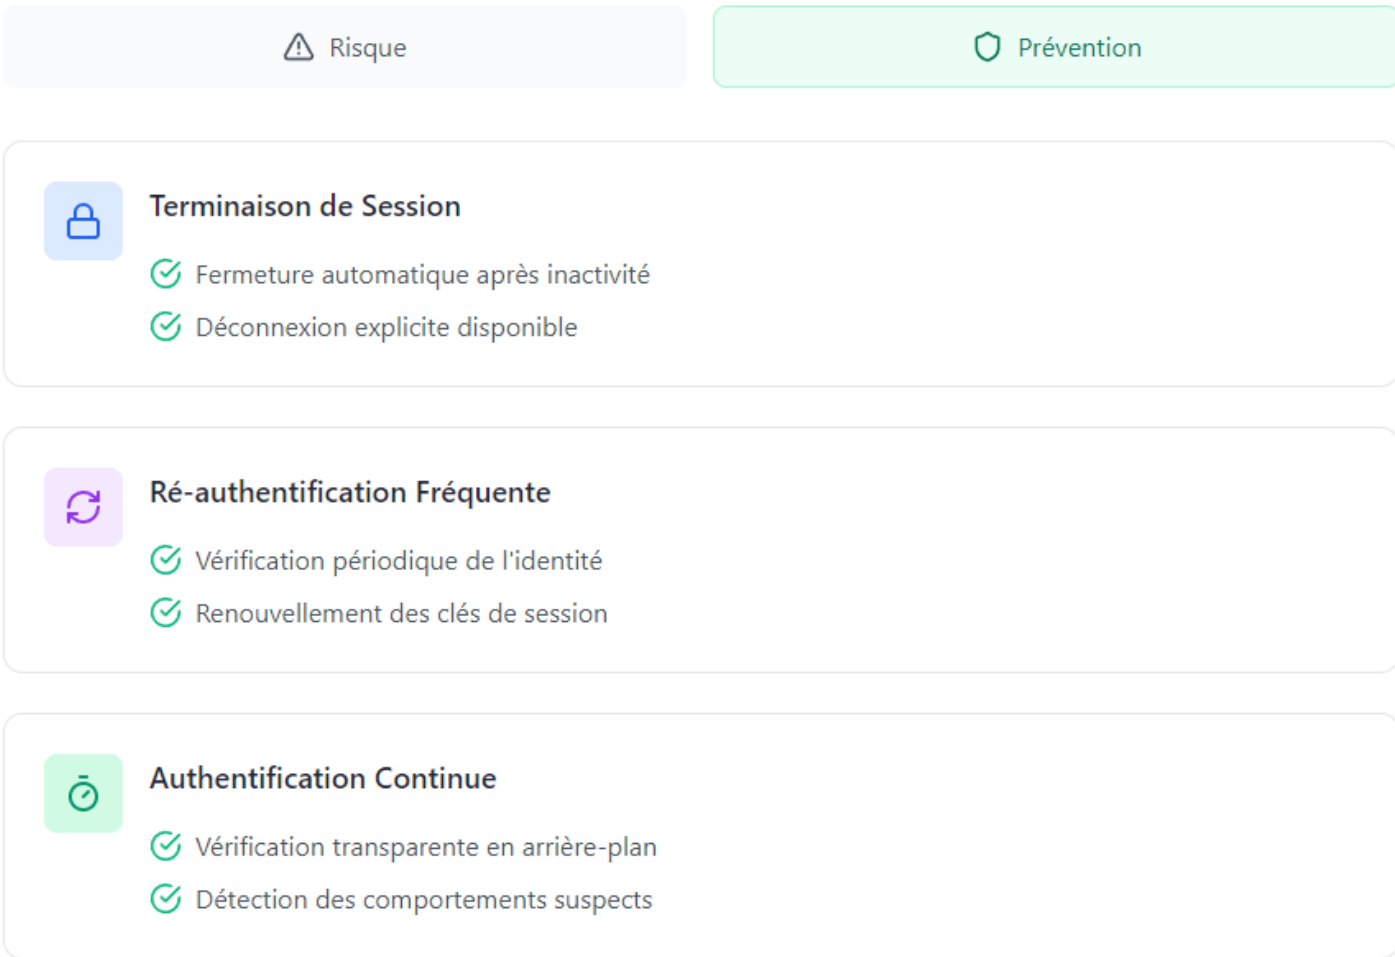 Risque
Prévention
Terminaison de Session
Fermeture automatique après inactivité
Déconnexion explicite disponible
Ré-authentification Fréquente
Vérification périodique de l'identité
Renouvellement des clés de session
Authentification Continue
Vérification transparente en arrière-plan
Détection des comportements suspects